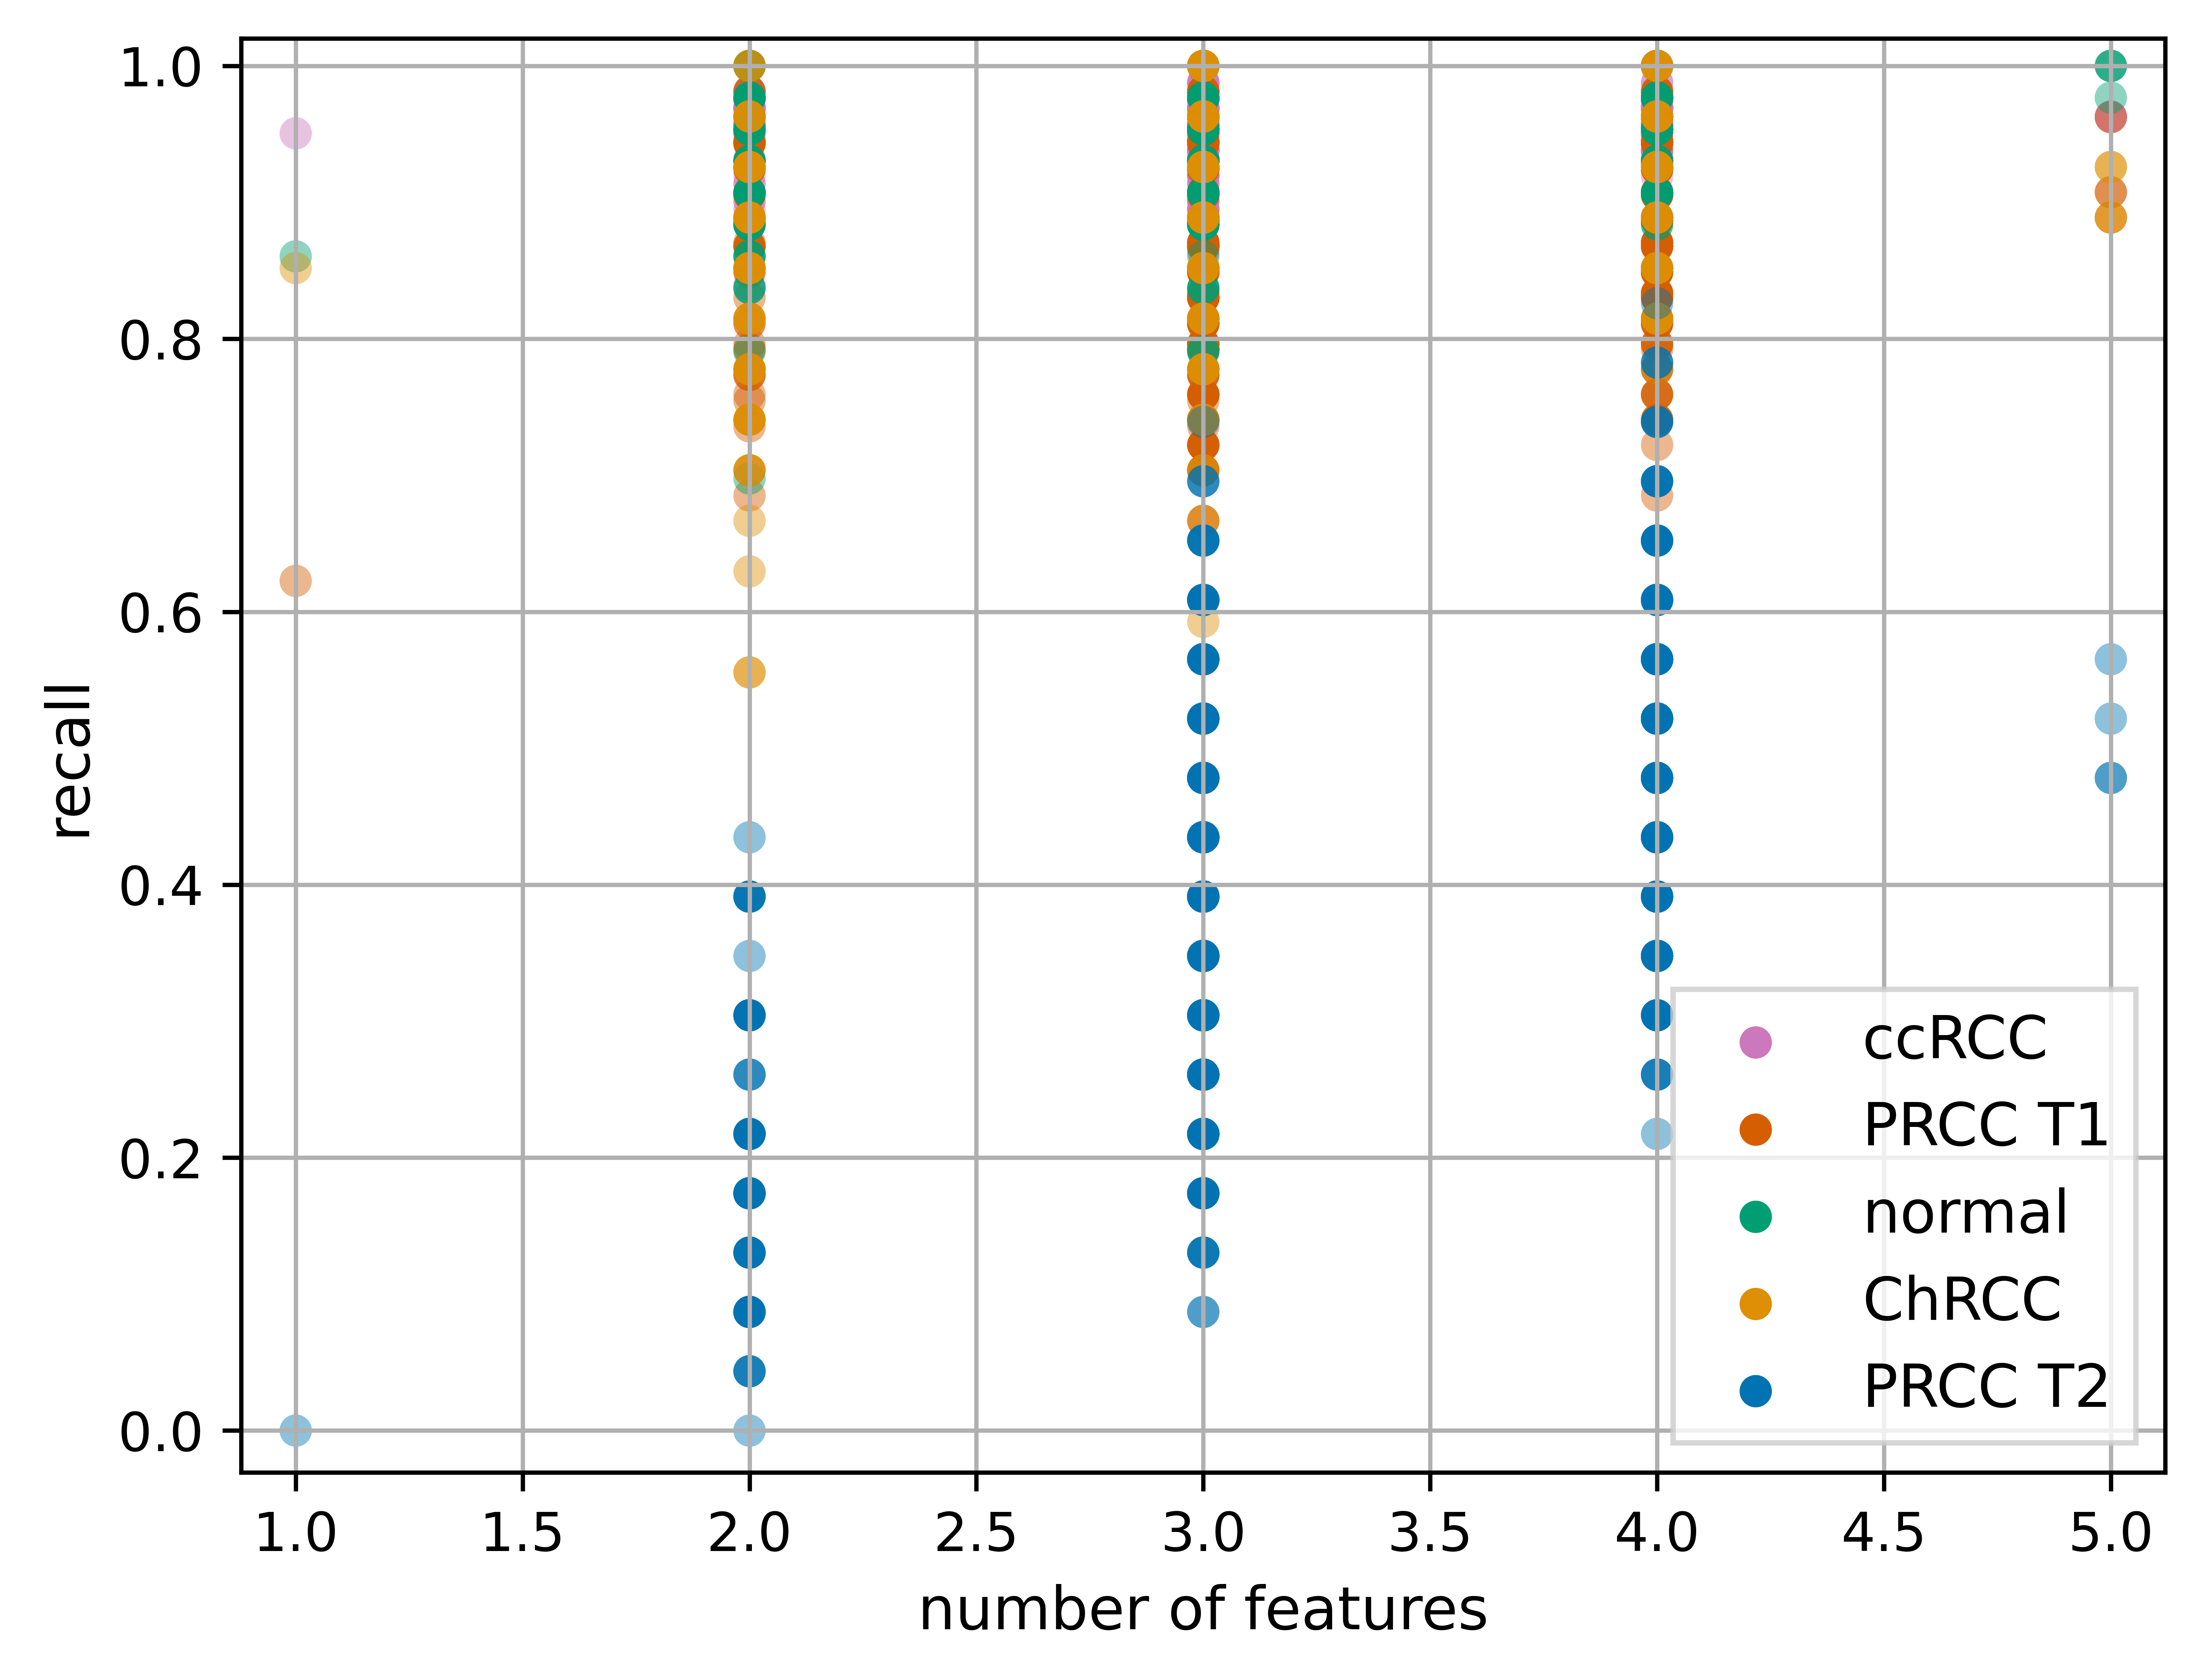 1.0
0.8
0.6
0.4
0.2
0.0
recall
ccRCC
PRCC T1
normal
ChRCC
PRCC T2
1.0 1.5 2.0 2.5 3.0 3.5 4.0 4.5 5.0
number of features